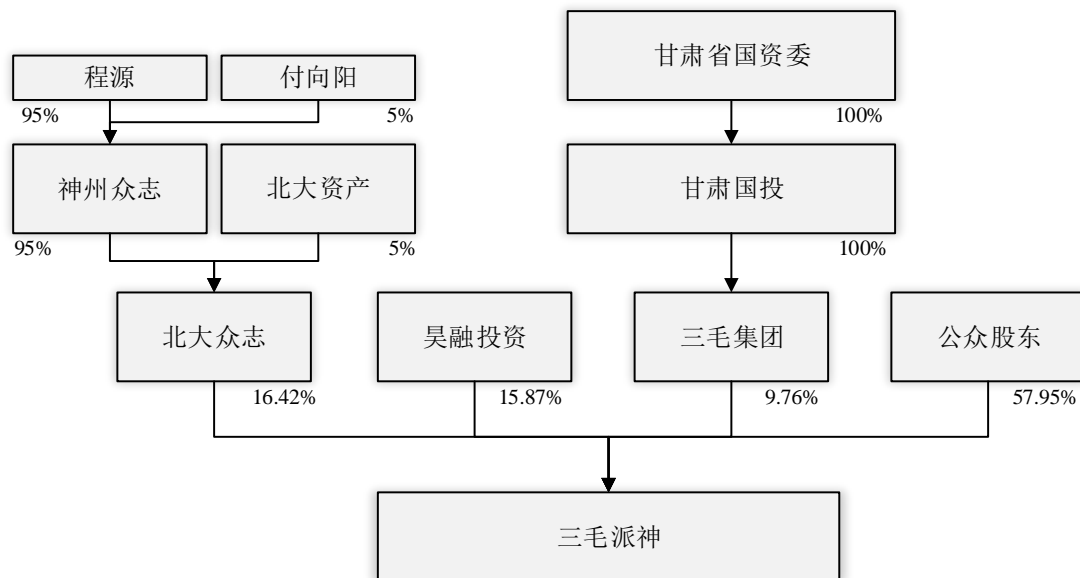 程源
付向阳
甘肃省国资委
95%
5%
100%
神州众志
北大资产
甘肃国投
95%
5%
100%
北大众志
昊融投资
三毛集团
公众股东
16.42%
15.87%
9.76%
57.95%
三毛派神